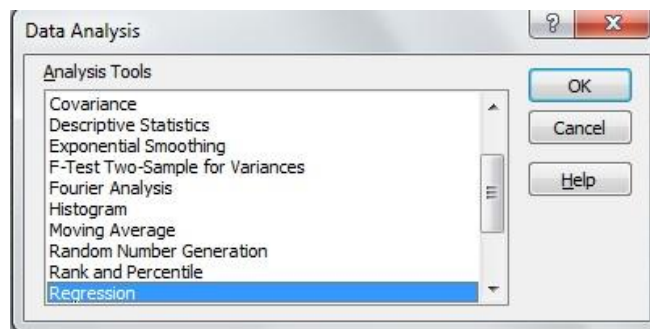 Data Analysis
Analysis Tools
Covariance
Descriptive Statistics
Exponential Smoothing
F-Test Two-Sample for Variances
Fourier Analysis
Histogram
Moving Average
Random Number Generation
Rank and Percentile
Regression
OK
Cancel
Help